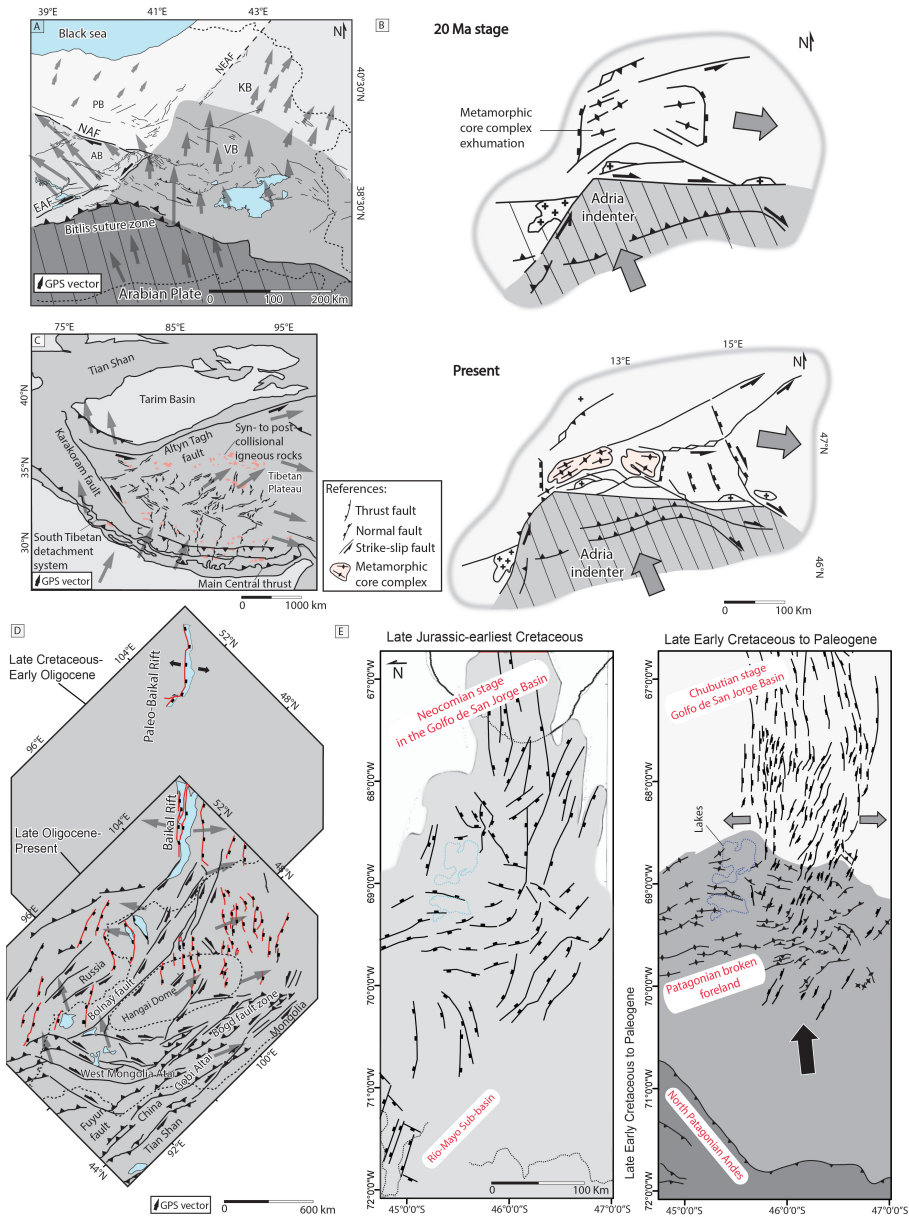 A
39°E
41°E
43°E
Black sea
N
NEAF
KB
40°30N
PB
NAF
AB
VB
EAF
38°30N
Bitlis suture zone
GPS vector
Arabian Plate
0 100 200 Km
B
20 Ma stage
N
Metamorphic
core complex
exhumation
Adria
indenter
Present
13°E
15°E
N
47°N
Adria
indenter
46°N
0 100 Km
C
75°E
85°E
95°E
Tian Shan
40°N
Tarim Basin
Altyn Tagh
fault
Syn- to post
collisional
igneous rocks
Karakoram fault
35°N
Tibetan
Plateau
30°N
South Tibetan
detachment
system
GPS vector
Main Central thrust
0 1000 km
References:
Thrust fault
Normal fault
Strike-slip fault
Metamorphic
core complex
D
Late Cretaceous-
Early Oligocene
104°E
52°N
96°E
48°N
Paleo-Baikal Rift
Late Oligocene-
Present
104°E
52°N
Baikal Rift
48°N
96°E
Russia
Bolnay fault
Hangai Dome
Bogd fault zone
Mongolia
West Mongolia Atai
Gobi Altai
100°E
Fuyun
fault
China
Tian Shan
92°E
44°N
GPS vector
0 600 km
E
Late Jurassic-earliest Cretaceous
N
67°0'0"W
Neocomian stage
in the Golfo de San Jorge Basin
68°0'0"W
69°0'0"W
70°0'0"W
71°0'0"W
Río-Mayo Sub-basin
72°0'0"W
0 100 Km
45°0'0"S
46°0'0"S
47°0'0"S
Late Early Cretaceous to Paleogene
67°0'0"W
Chubutian stage
Golfo de San Jorge Basin
68°0'0"W
Lakes
69°0'0"W
Patagonian broken
foreland
70°0'0"W
Late Early Cretaceous to Paleogene
71°0'0"W
North Patagonian
Andes
72°0'0"W
45°0'0"S
46°0'0"S
47°0'0"S